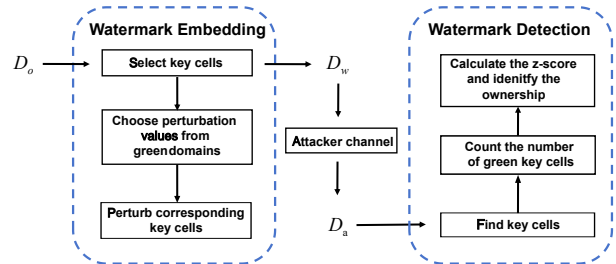 Watermark Embedding
D_o
Select key cells
Choose perturbation
values from
greendomains
Perturb corresponding
key cells
D_w
Attacker channel
D_a
Watermark Detection
Calculate the z-score
and idenitfy the
ownership
Count the number
of green key cells
Find key cells